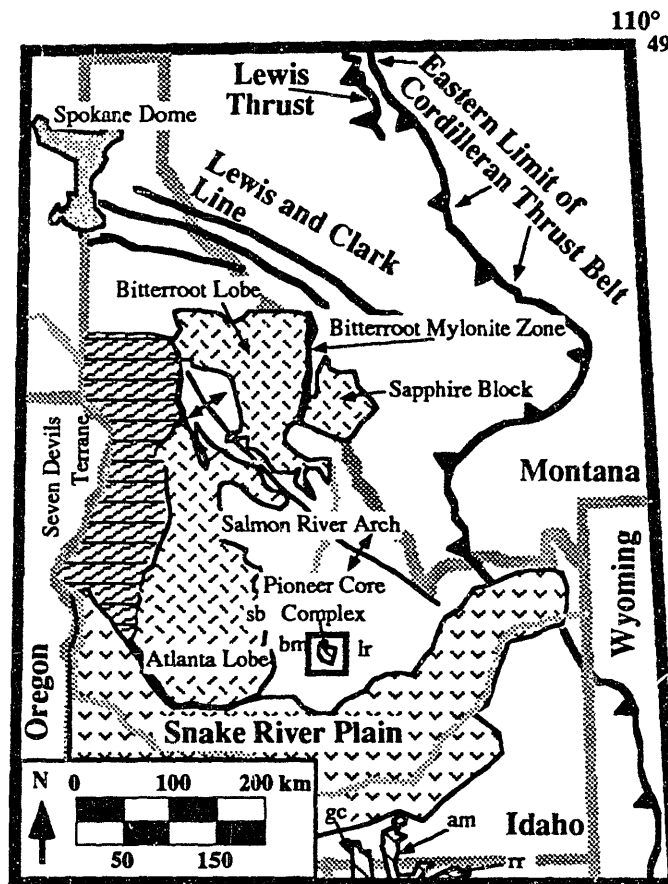 110°
49
Lewis
Thrust
Eastern Limit of
Cordilleran Thrust Belt
Spokane Dome
Lewis and Clark
Line
Bitterroot Lobe
Bitterroot Mylonite Zone
Sapphire Block
Seven Devils
Terrane
Montana
Salmon River Arch
Pioneer Core
sb Complex
bm
lr
Wyoming
Atlanta Lobe
Oregon
Snake River Plain
N
0 100 200 km
50 150
gc
am
Idaho
rr